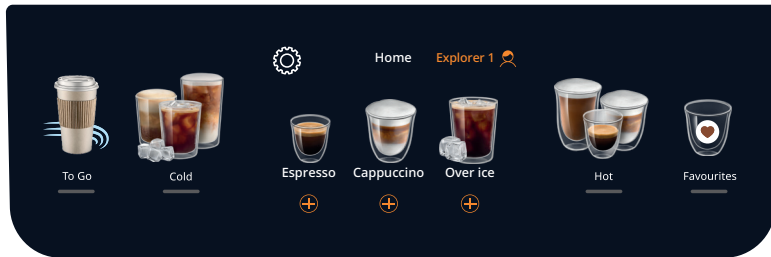 Home
Explorer 1
Espresso
Cappuccino
Over ice
To Go
Cold
Hot
Favourites